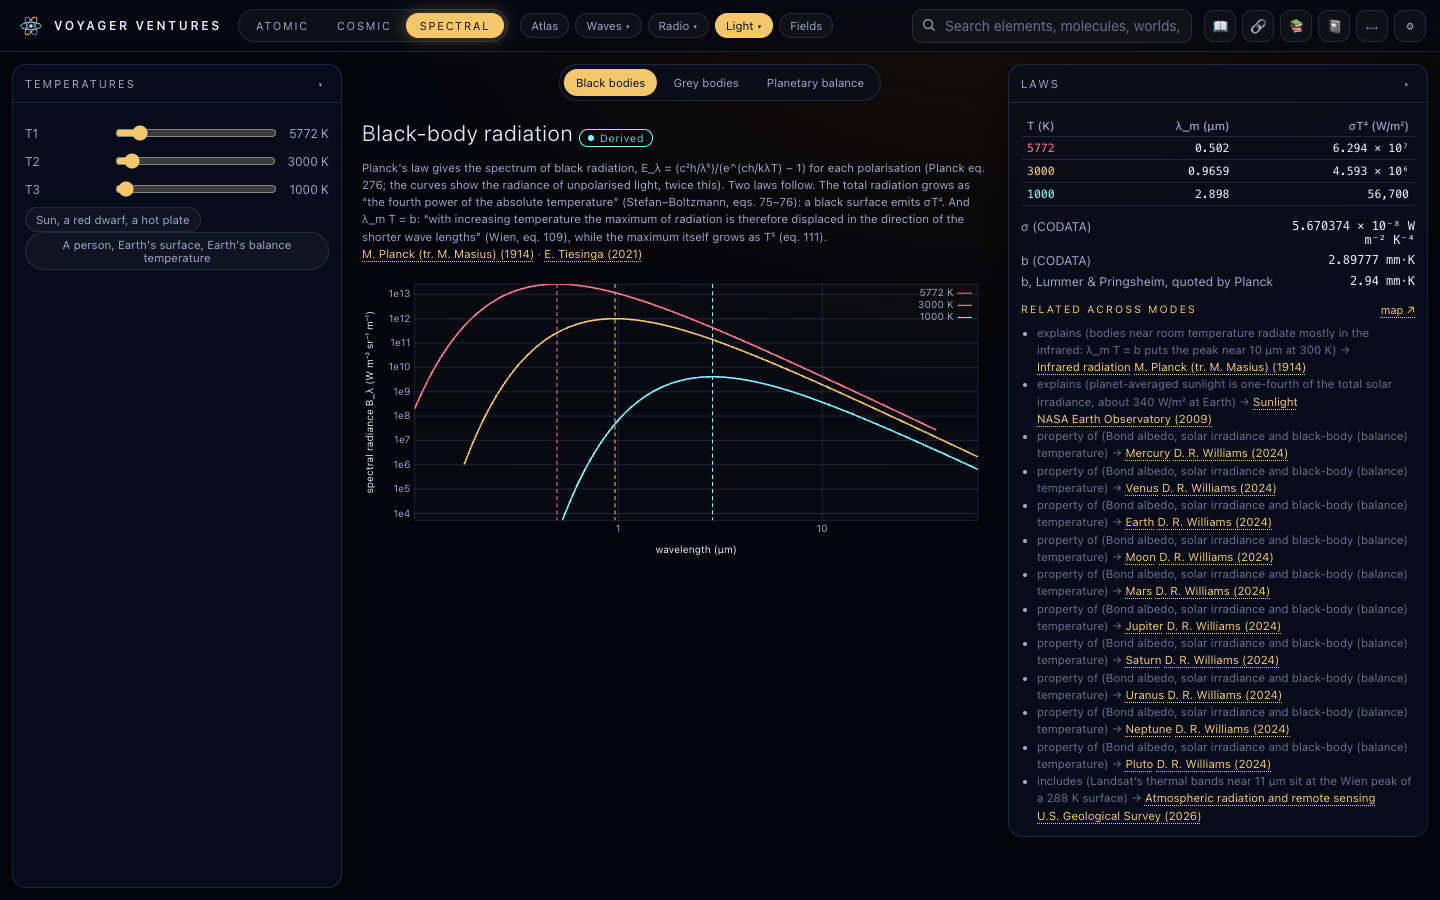 VOYAGER VENTURES
ATOMIC COSMIC SPECTRAL
Atlas Waves ▾ Radio ▾ Light ▾ Fields
Search elements, molecules, worlds,
TEMPERATURES
T1 5772 K
T2 3000 K
T3 1000 K
Sun, a red dwarf, a hot plate
A person, Earth's surface, Earth's balance
temperature
Black bodies Grey bodies Planetary balance
Black-body radiation Derived
Planck's law gives the spectrum of black radiation, E_λ = (c²h/λ⁵)/(e^(ch/kλT) − 1) for each polarisation (Planck eq.
276; the curves show the radiance of unpolarised light, twice this). Two laws follow. The total radiation grows as
“the fourth power of the absolute temperature” (Stefan–Boltzmann, eqs. 75–76): a black surface emits σT⁴. And
λ_m T = b: “with increasing temperature the maximum of radiation is therefore displaced in the direction of the
shorter wave lengths” (Wien, eq. 109), while the maximum itself grows as T⁵ (eq. 111).
M. Planck (tr. M. Masius) (1914) · E. Tiesinga (2021)
spectral radiance B_λ (W m⁻² sr⁻¹ m⁻¹)
1e13
1e12
1e11
1e10
1e9
1e8
1e7
1e6
1e5
1e4
5772 K
3000 K
1000 K
1 10
wavelength (μm)
LAWS
T (K) λ_m (μm) σT⁴ (W/m²)
5772 0.502 6.294 × 10⁷
3000 0.9659 4.593 × 10⁶
1000 2.898 56,700
σ (CODATA) 5.670374 × 10⁻⁸ W
m⁻² K⁻⁴
b (CODATA) 2.89777 mm·K
b, Lummer & Pringsheim, quoted by Planck 2.94 mm·K
RELATED ACROSS MODES map ↗
explains (bodies near room temperature radiate mostly in the
infrared: λ_m T = b puts the peak near 10 μm at 300 K) →
Infrared radiation M. Planck (tr. M. Masius) (1914)
explains (planet-averaged sunlight is one-fourth of the total solar
irradiance, about 340 W/m² at Earth) → Sunlight
NASA Earth Observatory (2009)
property of (Bond albedo, solar irradiance and black-body (balance)
temperature) → Mercury D. R. Williams (2024)
property of (Bond albedo, solar irradiance and black-body (balance)
temperature) → Venus D. R. Williams (2024)
property of (Bond albedo, solar irradiance and black-body (balance)
temperature) → Earth D. R. Williams (2024)
property of (Bond albedo, solar irradiance and black-body (balance)
temperature) → Moon D. R. Williams (2024)
property of (Bond albedo, solar irradiance and black-body (balance)
temperature) → Mars D. R. Williams (2024)
property of (Bond albedo, solar irradiance and black-body (balance)
temperature) → Jupiter D. R. Williams (2024)
property of (Bond albedo, solar irradiance and black-body (balance)
temperature) → Saturn D. R. Williams (2024)
property of (Bond albedo, solar irradiance and black-body (balance)
temperature) → Uranus D. R. Williams (2024)
property of (Bond albedo, solar irradiance and black-body (balance)
temperature) → Neptune D. R. Williams (2024)
property of (Bond albedo, solar irradiance and black-body (balance)
temperature) → Pluto D. R. Williams (2024)
includes (Landsat's thermal bands near 11 μm sit at the Wien peak of
a 288 K surface) → Atmospheric radiation and remote sensing
U.S. Geological Survey (2026)